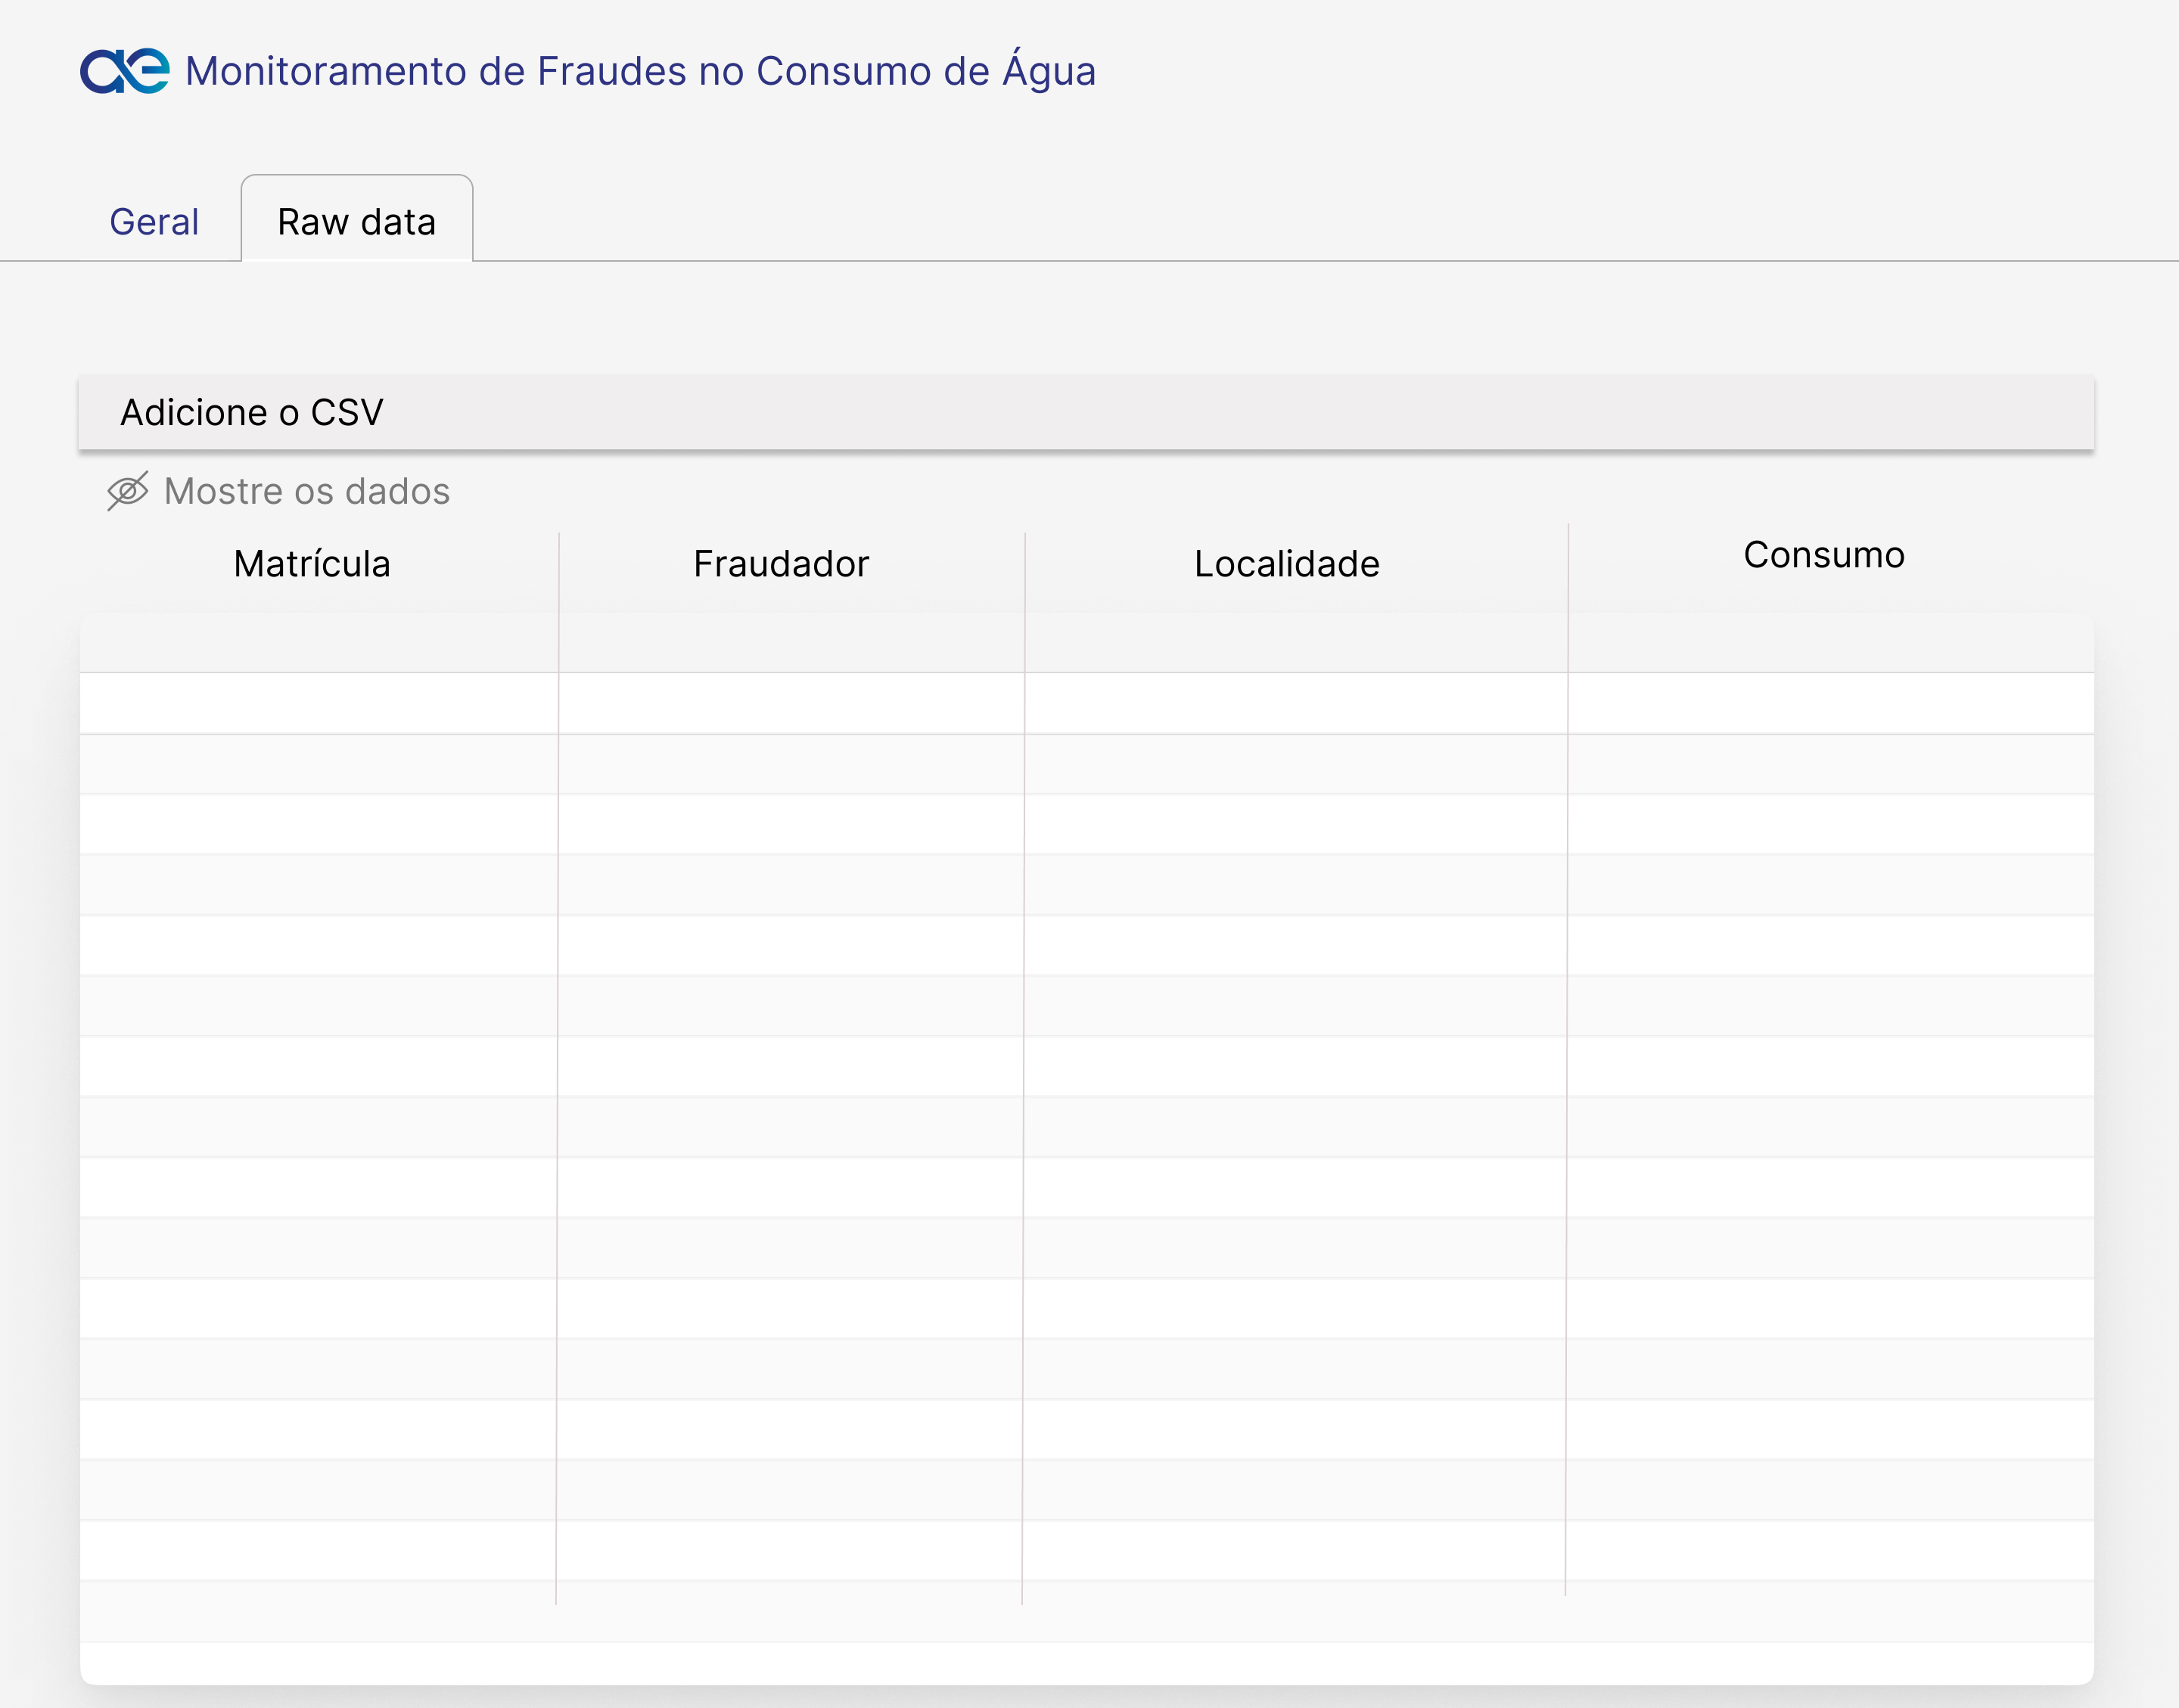 ae Monitoramento de Fraudes no Consumo de Água
Geral Raw data
Adicione o CSV
Mostre os dados
Matrícula Fraudador Localidade Consumo